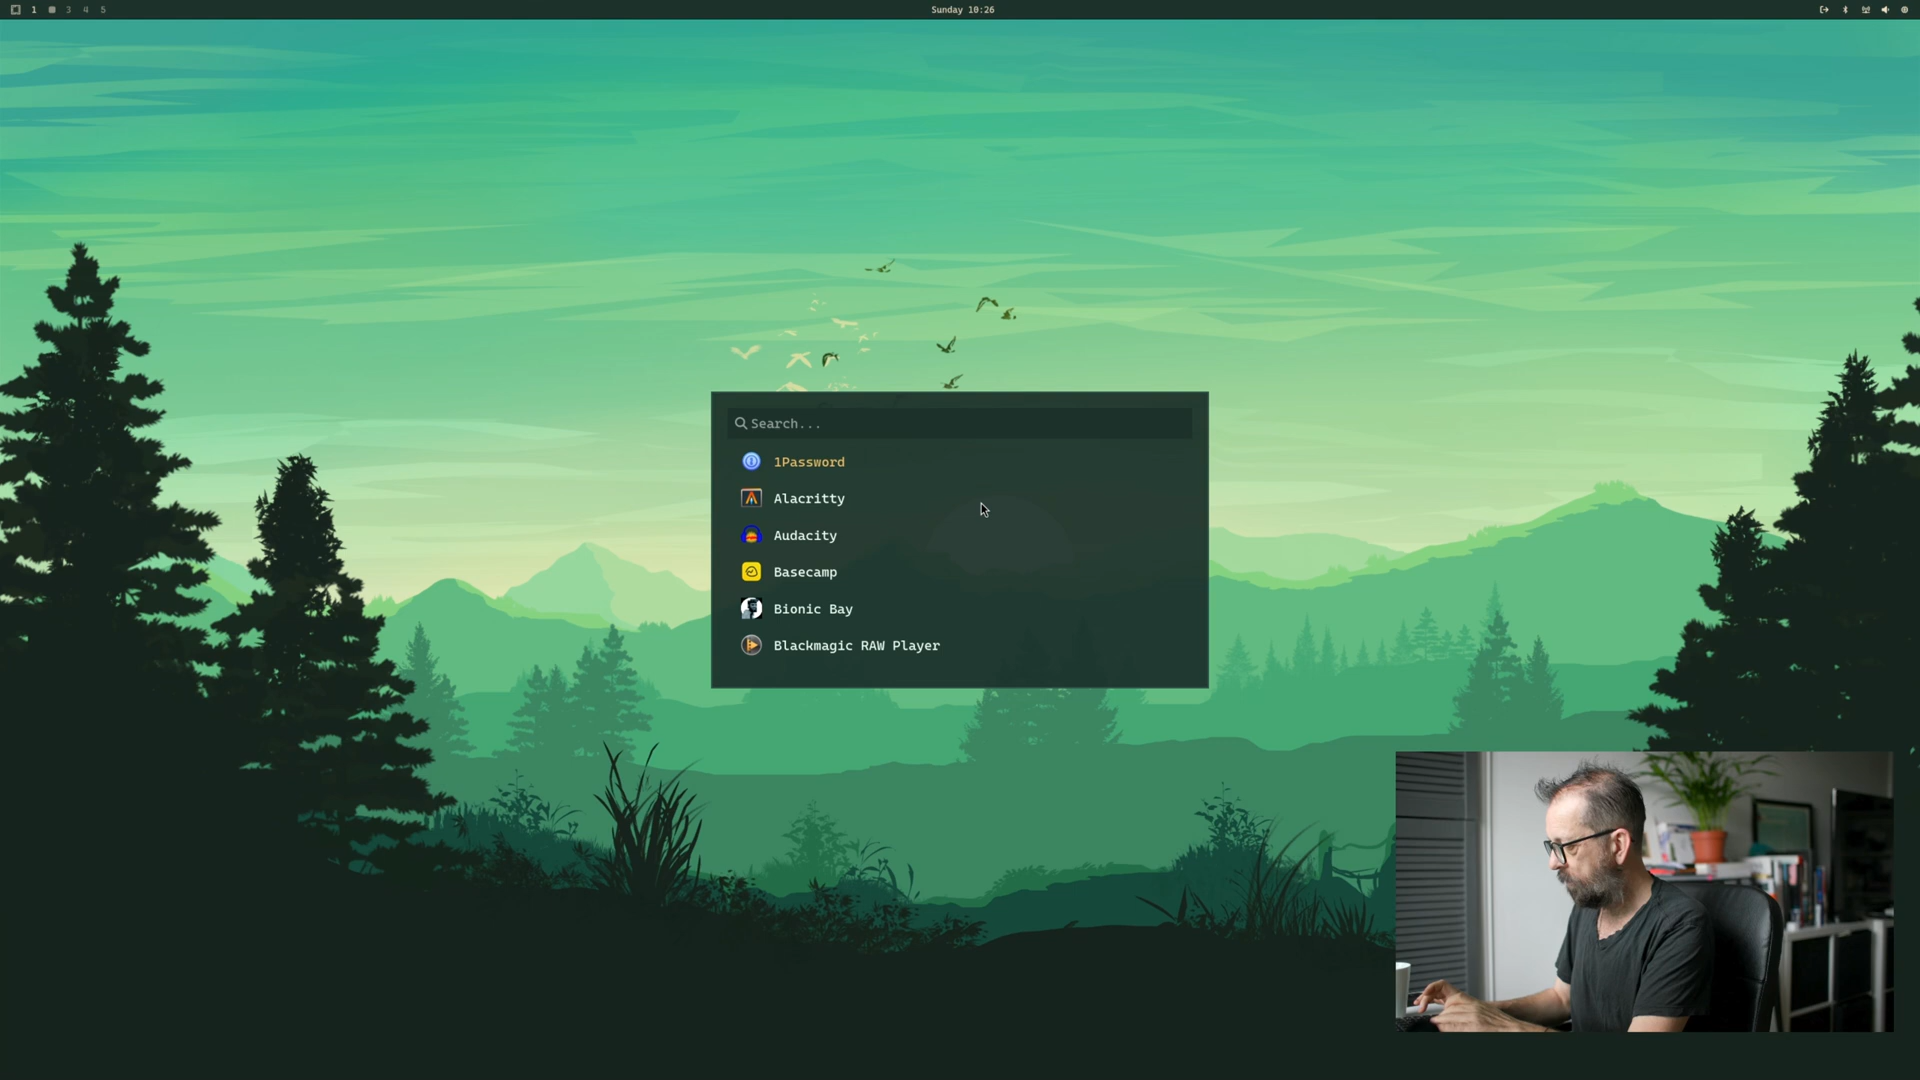 1 3 4 5
Sunday 10:26
Search...
1Password
Alacritty
Audacity
Basecamp
Bionic Bay
Blackmagic RAW Player